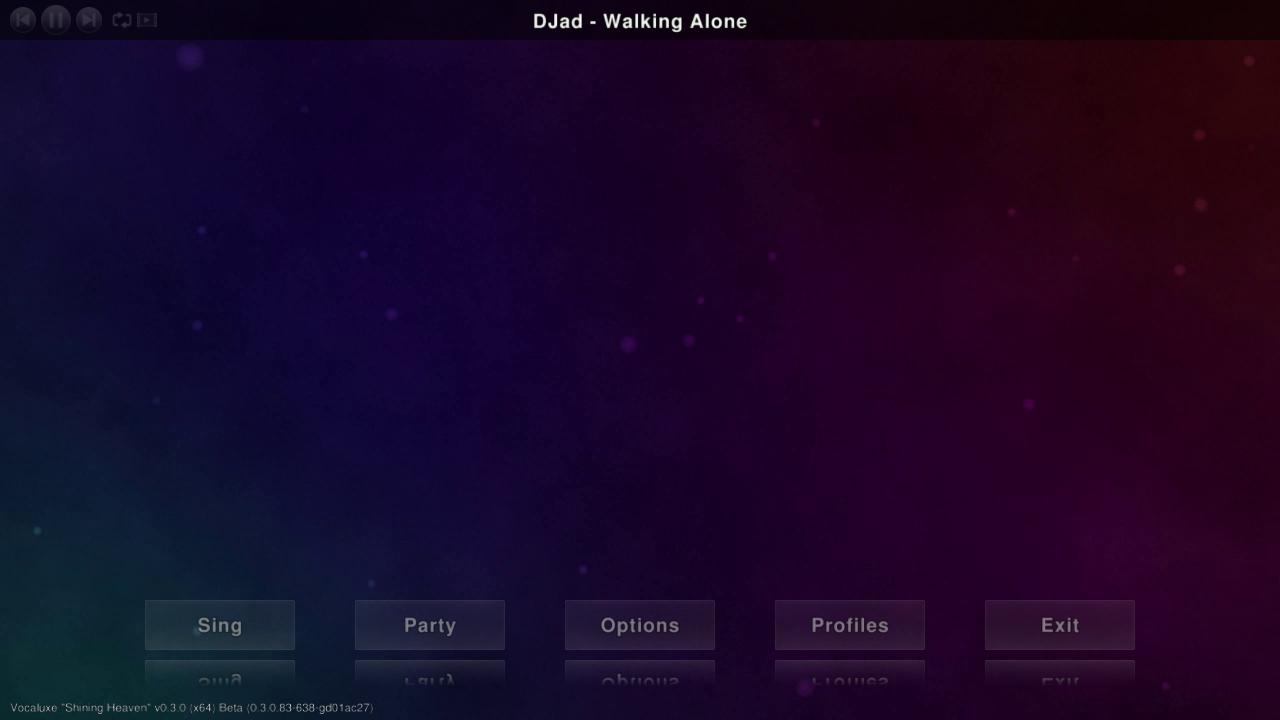 DJad - Walking Alone
Sing
Party
Options
Profiles
Exit
Vocaluxe "Shining Heaven" v0.3.0 (x64) Beta (0.3.0.83-638-gd01ac27)